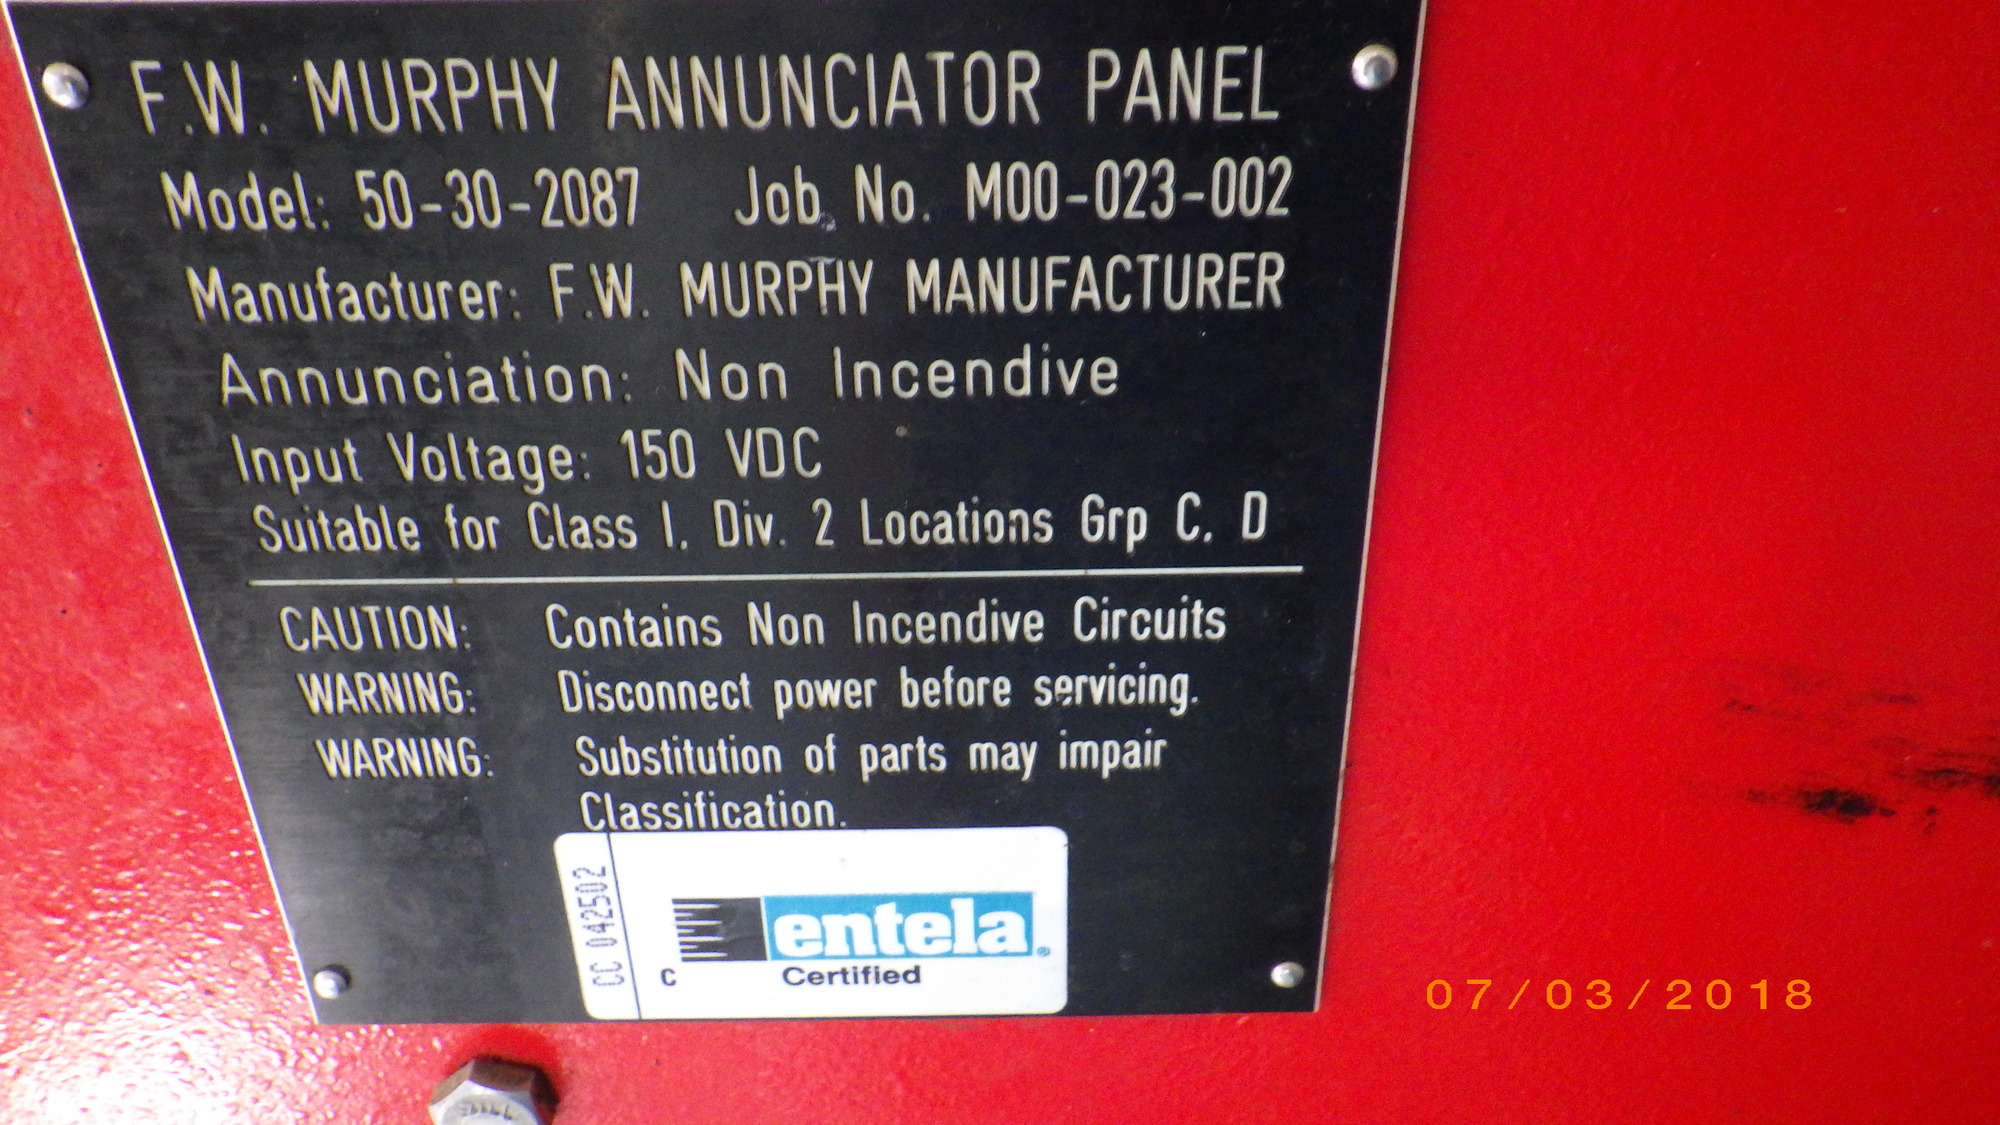 F.W. MURPHY ANNUNCIATOR PANEL
Model: 50-30-2087 Job No. M00-023-002
Manufacturer: F.W. MURPHY MANUFACTURER
Annunciation: Non Incendive
Input Voltage: 150 VDC
Suitable for Class I, Div. 2 Locations Grp C, D
CAUTION: Contains Non Incendive Circuits
WARNING: Disconnect power before servicing.
WARNING: Substitution of parts may impair
Classification.
CC 042502
entela®
C Certified
07/03/2018